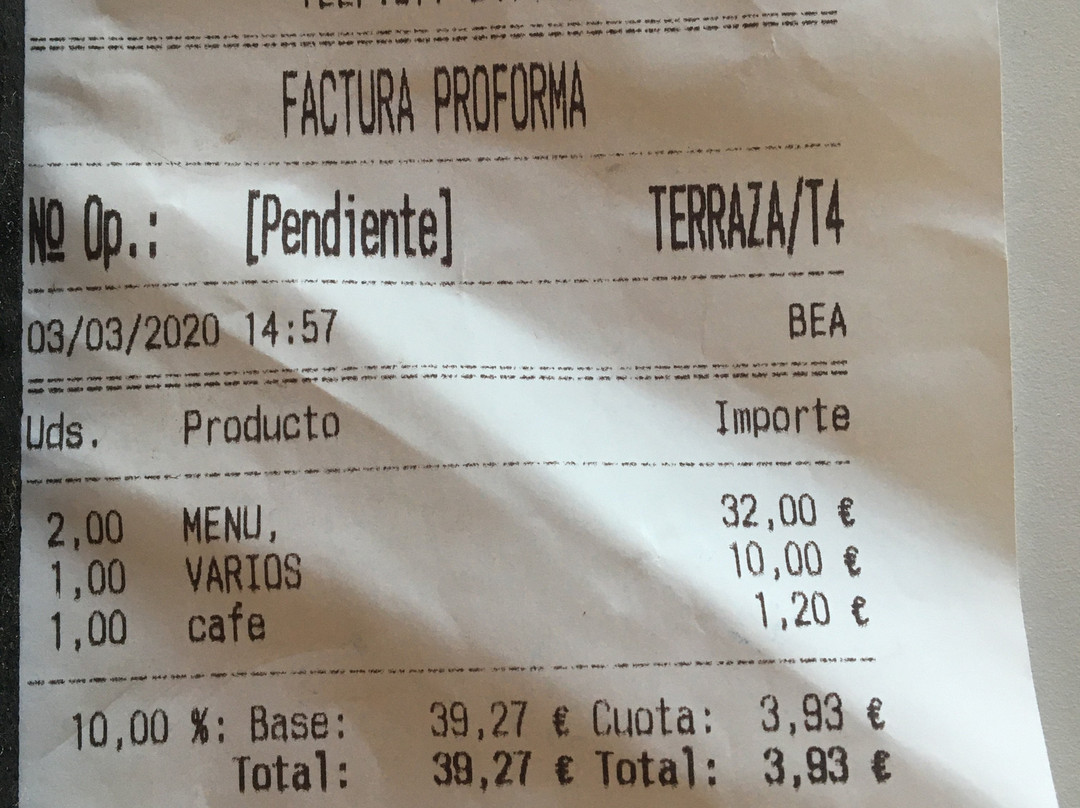 FACTURA PROFORMA
Nº Op.: [Pendiente] TERRAZA/T4
03/03/2020 14:57 BEA
Uds. Producto Importe
2,00 MENU, 32,00 €
1,00 VARIOS 10,00 €
1,00 cafe 1,20 €
10,00 %: Base: 39,27 € Cuota: 3,93 €
Total: 39,27 € Total: 3,93 €